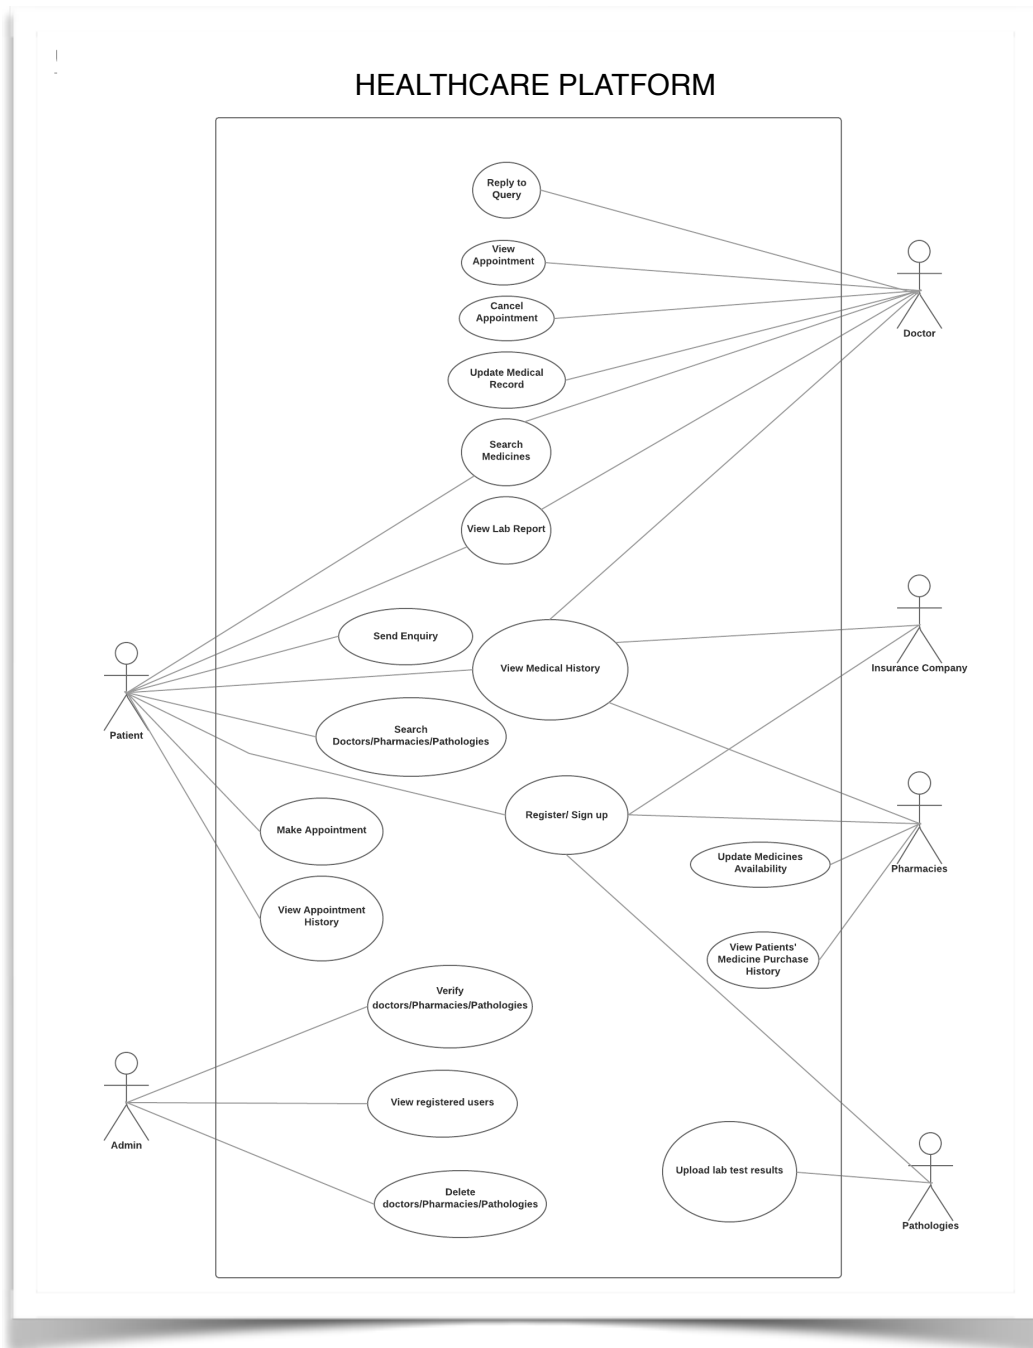 HEALTHCARE PLATFORM
Reply to
Query
View
Appointment
Cancel
Appointment
Doctor
Update Medical
Record
Search
Medicines
View Lab Report
Send Enquiry
View Medical History
Insurance Company
Patient
Search
Doctors/Pharmacies/Pathologies
Register/ Sign up
Make Appointment
Update Medicines
Availability
Pharmacies
View Appointment
History
View Patients'
Medicine Purchase
History
Verify
doctors/Pharmacies/Pathologies
View registered users
Admin
Upload lab test results
Delete
doctors/Pharmacies/Pathologies
Pathologies